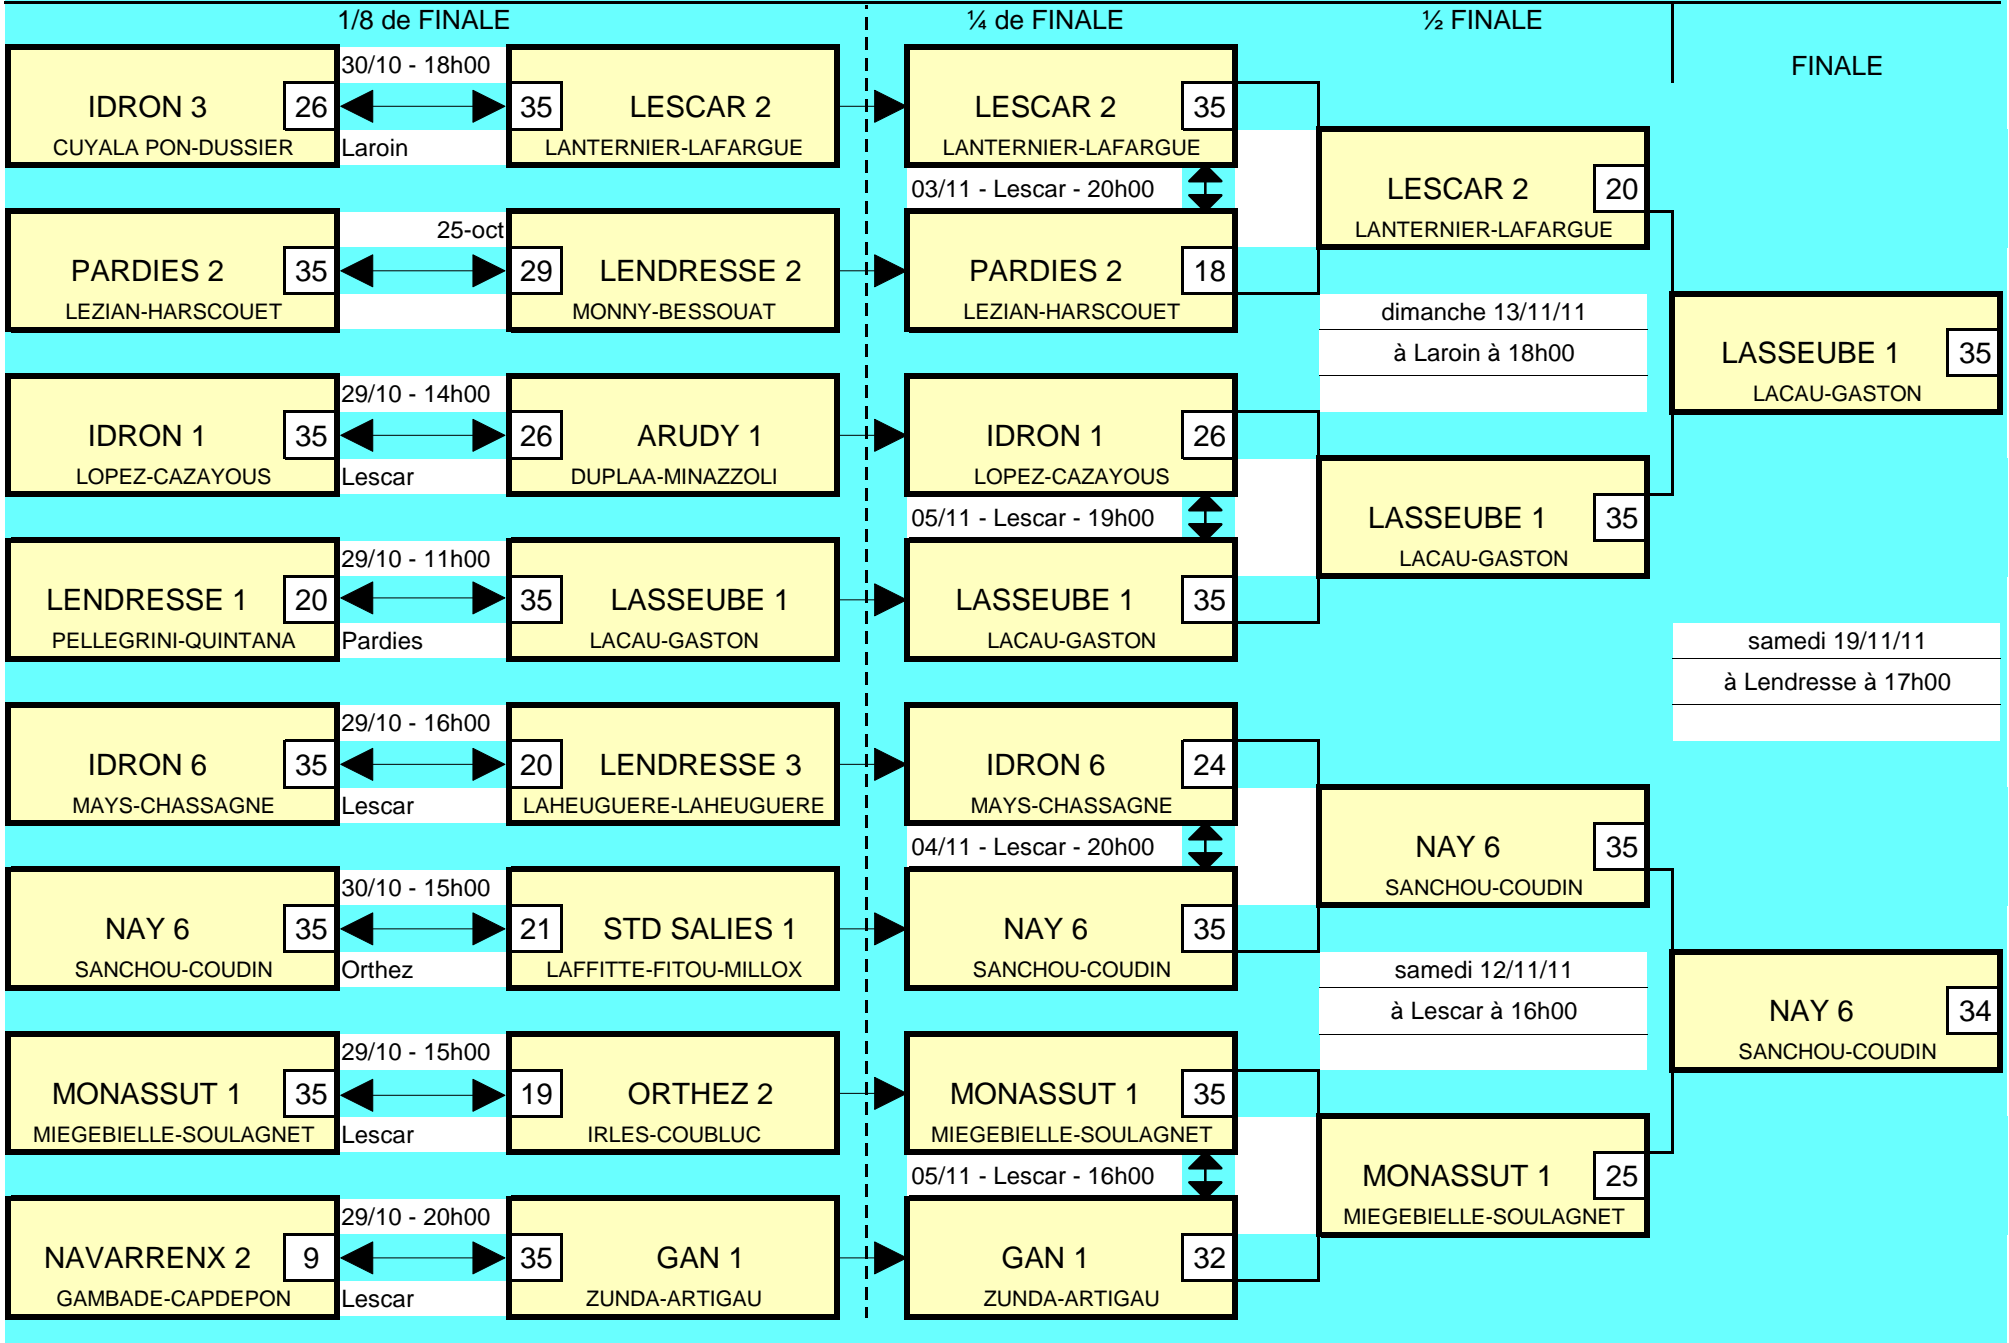 1/8 de FINALE
¼ de FINALE
½ FINALE
FINALE
30/10 - 18h00
IDRON 3
26
35
LESCAR 2
CUYALA PON-DUSSIER
Laroin
LANTERNIER-LAFARGUE
25-oct
PARDIES 2
35
29
LENDRESSE 2
LEZIAN-HARSCOUET
MONNY-BESSOUAT
29/10 - 14h00
IDRON 1
35
26
ARUDY 1
LOPEZ-CAZAYOUS
Lescar
DUPLAA-MINAZZOLI
29/10 - 11h00
LENDRESSE 1
20
35
LASSEUBE 1
PELLEGRINI-QUINTANA
Pardies
LACAU-GASTON
29/10 - 16h00
IDRON 6
35
20
LENDRESSE 3
MAYS-CHASSAGNE
Lescar
LAHEUGUERE-LAHEUGUERE
30/10 - 15h00
NAY 6
35
21
STD SALIES 1
SANCHOU-COUDIN
Orthez
LAFFITTE-FITOU-MILLOX
29/10 - 15h00
MONASSUT 1
35
19
ORTHEZ 2
MIEGEBIELLE-SOULAGNET
Lescar
IRLES-COUBLUC
29/10 - 20h00
NAVARRENX 2
9
35
GAN 1
GAMBADE-CAPDEPON
Lescar
ZUNDA-ARTIGAU
LESCAR 2
35
LANTERNIER-LAFARGUE
03/11 - Lescar - 20h00
PARDIES 2
18
LEZIAN-HARSCOUET
IDRON 1
26
LOPEZ-CAZAYOUS
05/11 - Lescar - 19h00
LASSEUBE 1
35
LACAU-GASTON
IDRON 6
24
MAYS-CHASSAGNE
04/11 - Lescar - 20h00
NAY 6
35
SANCHOU-COUDIN
MONASSUT 1
35
MIEGEBIELLE-SOULAGNET
05/11 - Lescar - 16h00
GAN 1
32
ZUNDA-ARTIGAU
LESCAR 2
20
LANTERNIER-LAFARGUE
dimanche 13/11/11
à Laroin à 18h00
LASSEUBE 1
35
LACAU-GASTON
NAY 6
35
SANCHOU-COUDIN
samedi 12/11/11
à Lescar à 16h00
MONASSUT 1
25
MIEGEBIELLE-SOULAGNET
LASSEUBE 1
35
LACAU-GASTON
samedi 19/11/11
à Lendresse à 17h00
NAY 6
34
SANCHOU-COUDIN